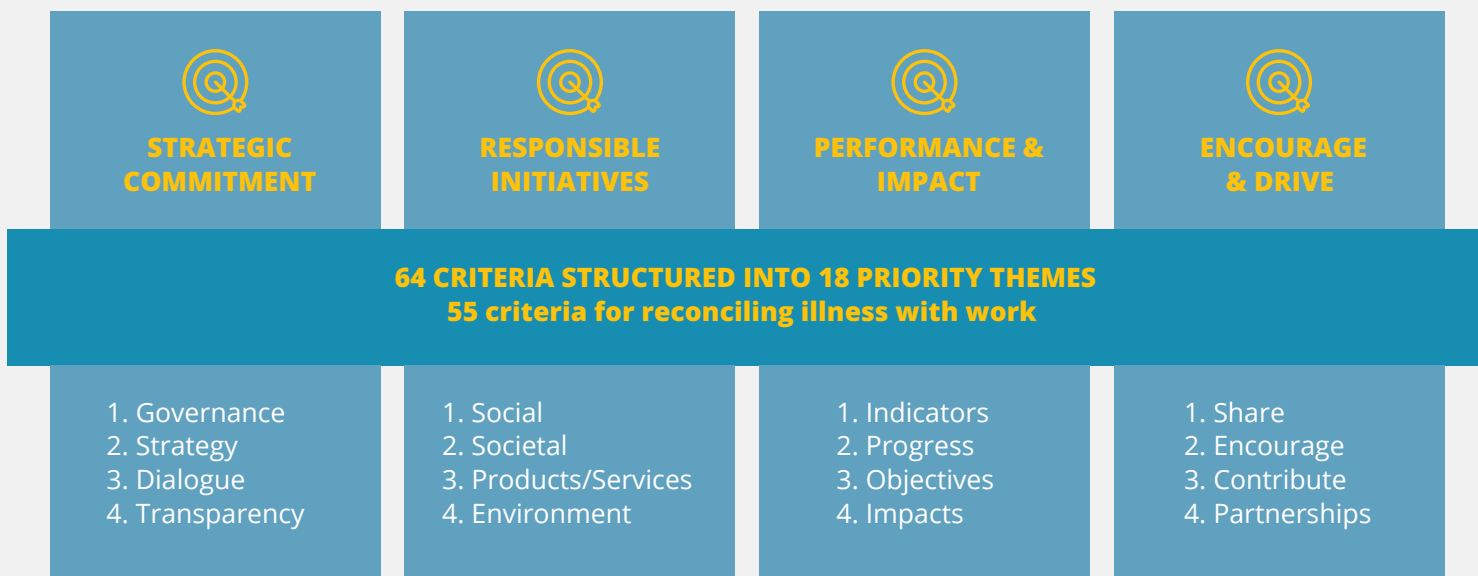 STRATEGIC
COMMITMENT
RESPONSIBLE
INITIATIVES
PERFORMANCE &
IMPACT
ENCOURAGE
& DRIVE
64 CRITERIA STRUCTURED INTO 18 PRIORITY THEMES
55 criteria for reconciling illness with work
1. Governance
2. Strategy
3. Dialogue
4. Transparency
1. Social
2. Societal
3. Products/Services
4. Environment
1. Indicators
2. Progress
3. Objectives
4. Impacts
1. Share
2. Encourage
3. Contribute
4. Partnerships